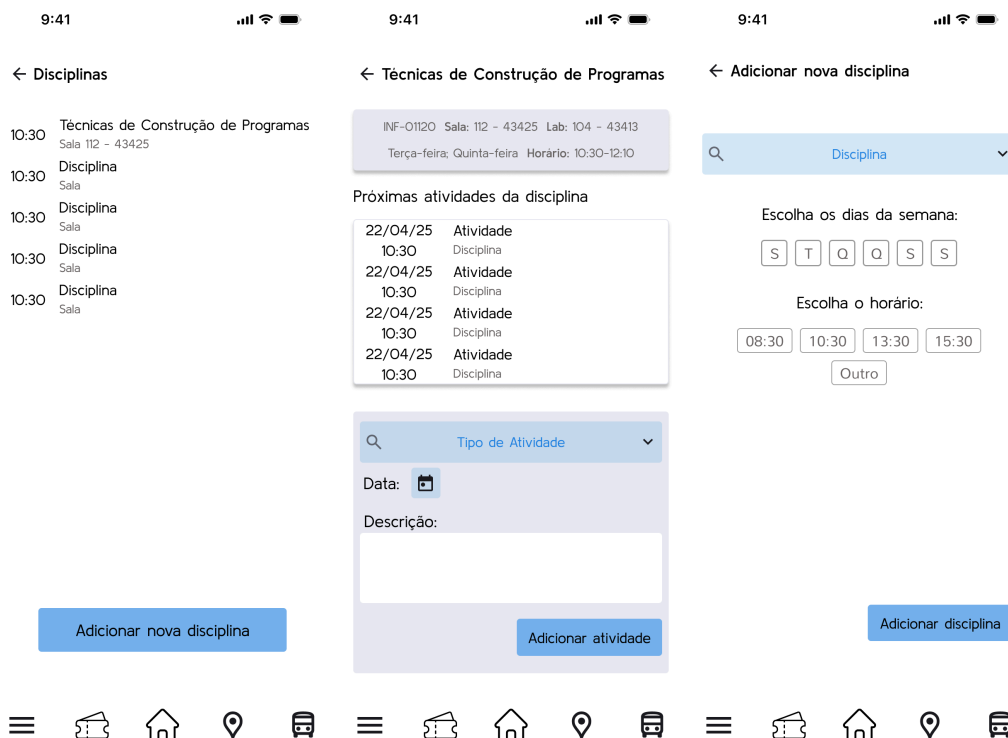 9:41
Disciplinas
10:30 Técnicas de Construção de Programas
Sala 112 - 43425
10:30 Disciplina
Sala
10:30 Disciplina
Sala
10:30 Disciplina
Sala
10:30 Disciplina
Sala
Adicionar nova disciplina
9:41
Técnicas de Construção de Programas
INF-01120 Sala: 112 - 43425 Lab: 104 - 43413
Terça-feira; Quinta-feira Horário: 10:30-12:10
Próximas atividades da disciplina
22/04/25 Atividade
10:30 Disciplina
22/04/25 Atividade
10:30 Disciplina
22/04/25 Atividade
10:30 Disciplina
22/04/25 Atividade
10:30 Disciplina
Tipo de Atividade
Data:
Descrição:
Adicionar atividade
9:41
Adicionar nova disciplina
Disciplina
Escolha os dias da semana:
S T Q Q S S
Escolha o horário:
08:30 10:30 13:30 15:30
Outro
Adicionar disciplina